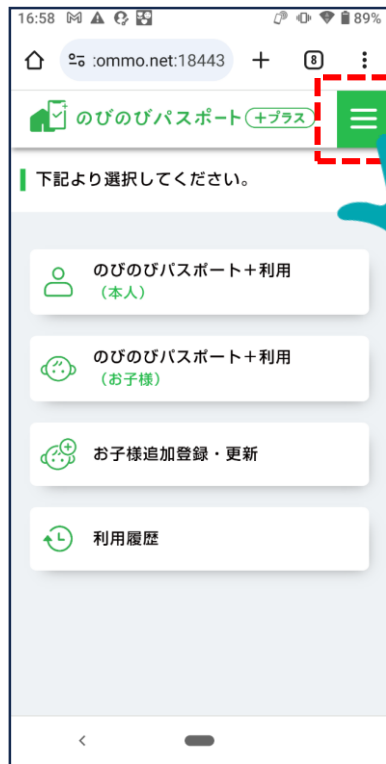 16:58 89%
:ommo.net:18443 8
のびのびパスポート+プラス
下記より選択してください。
のびのびパスポート+利用
（本人）
のびのびパスポート+利用
（お子様）
お子様追加登録・更新
利用履歴